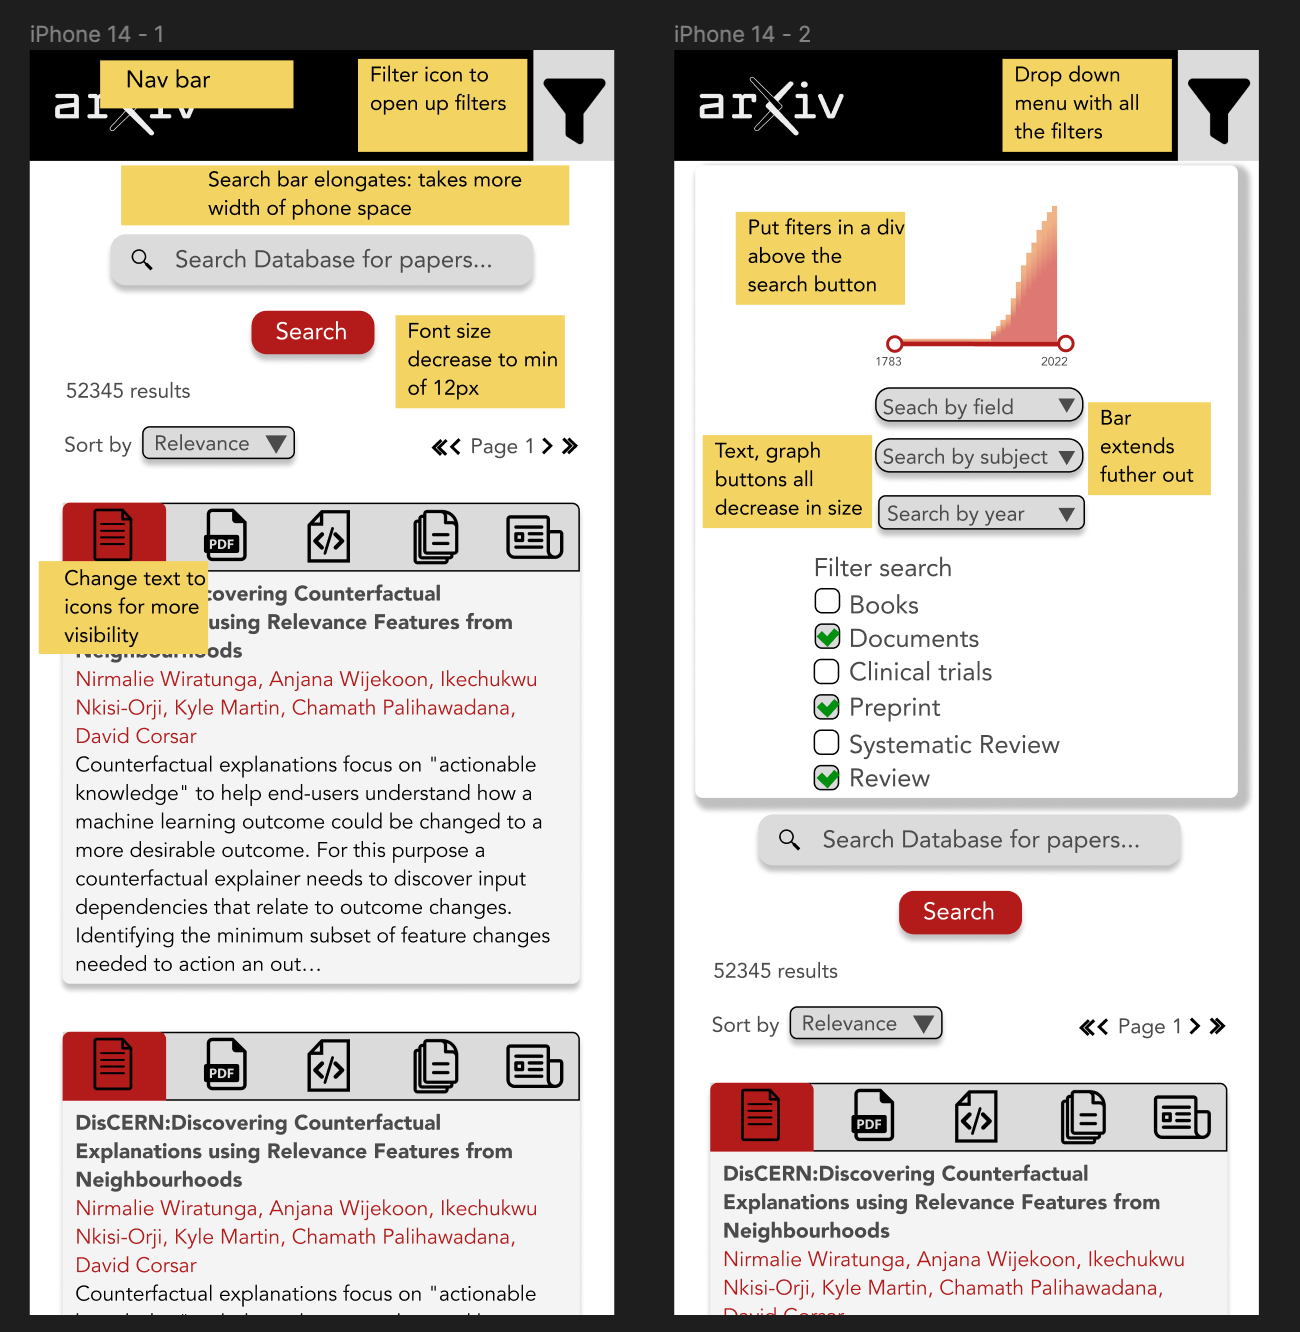 iPhone 14 - 1
Nav bar
arXiv
Filter icon to
open up filters
Search bar elongates: takes more
width of phone space
Search Database for papers...
Search
Font size
decrease to min
of 12px
52345 results
Sort by
Relevance
Page 1
PDF
Change text to
icons for more
visibility
covering Counterfactual
using Relevance Features from
Neighbourhoods
Nirmalie Wiratunga, Anjana Wijekoon, Ikechukwu
Nkisi-Orji, Kyle Martin, Chamath Palihawadana,
David Corsar
Counterfactual explanations focus on "actionable
knowledge" to help end-users understand how a
machine learning outcome could be changed to a
more desirable outcome. For this purpose a
counterfactual explainer needs to discover input
dependencies that relate to outcome changes.
Identifying the minimum subset of feature changes
needed to action an out...
PDF
DisCERN:Discovering Counterfactual
Explanations using Relevance Features from
Neighbourhoods
Nirmalie Wiratunga, Anjana Wijekoon, Ikechukwu
Nkisi-Orji, Kyle Martin, Chamath Palihawadana,
David Corsar
Counterfactual explanations focus on "actionable
iPhone 14 - 2
arXiv
Drop down
menu with all
the filters
Put fiters in a div
above the
search button
1783
2022
Seach by field
Search by subject
Search by year
Bar
extends
futher out
Text, graph
buttons all
decrease in size
Filter search
Books
Documents
Clinical trials
Preprint
Systematic Review
Review
Search Database for papers...
Search
52345 results
Sort by
Relevance
Page 1
PDF
DisCERN:Discovering Counterfactual
Explanations using Relevance Features from
Neighbourhoods
Nirmalie Wiratunga, Anjana Wijekoon, Ikechukwu
Nkisi-Orji, Kyle Martin, Chamath Palihawadana,
David Corsar